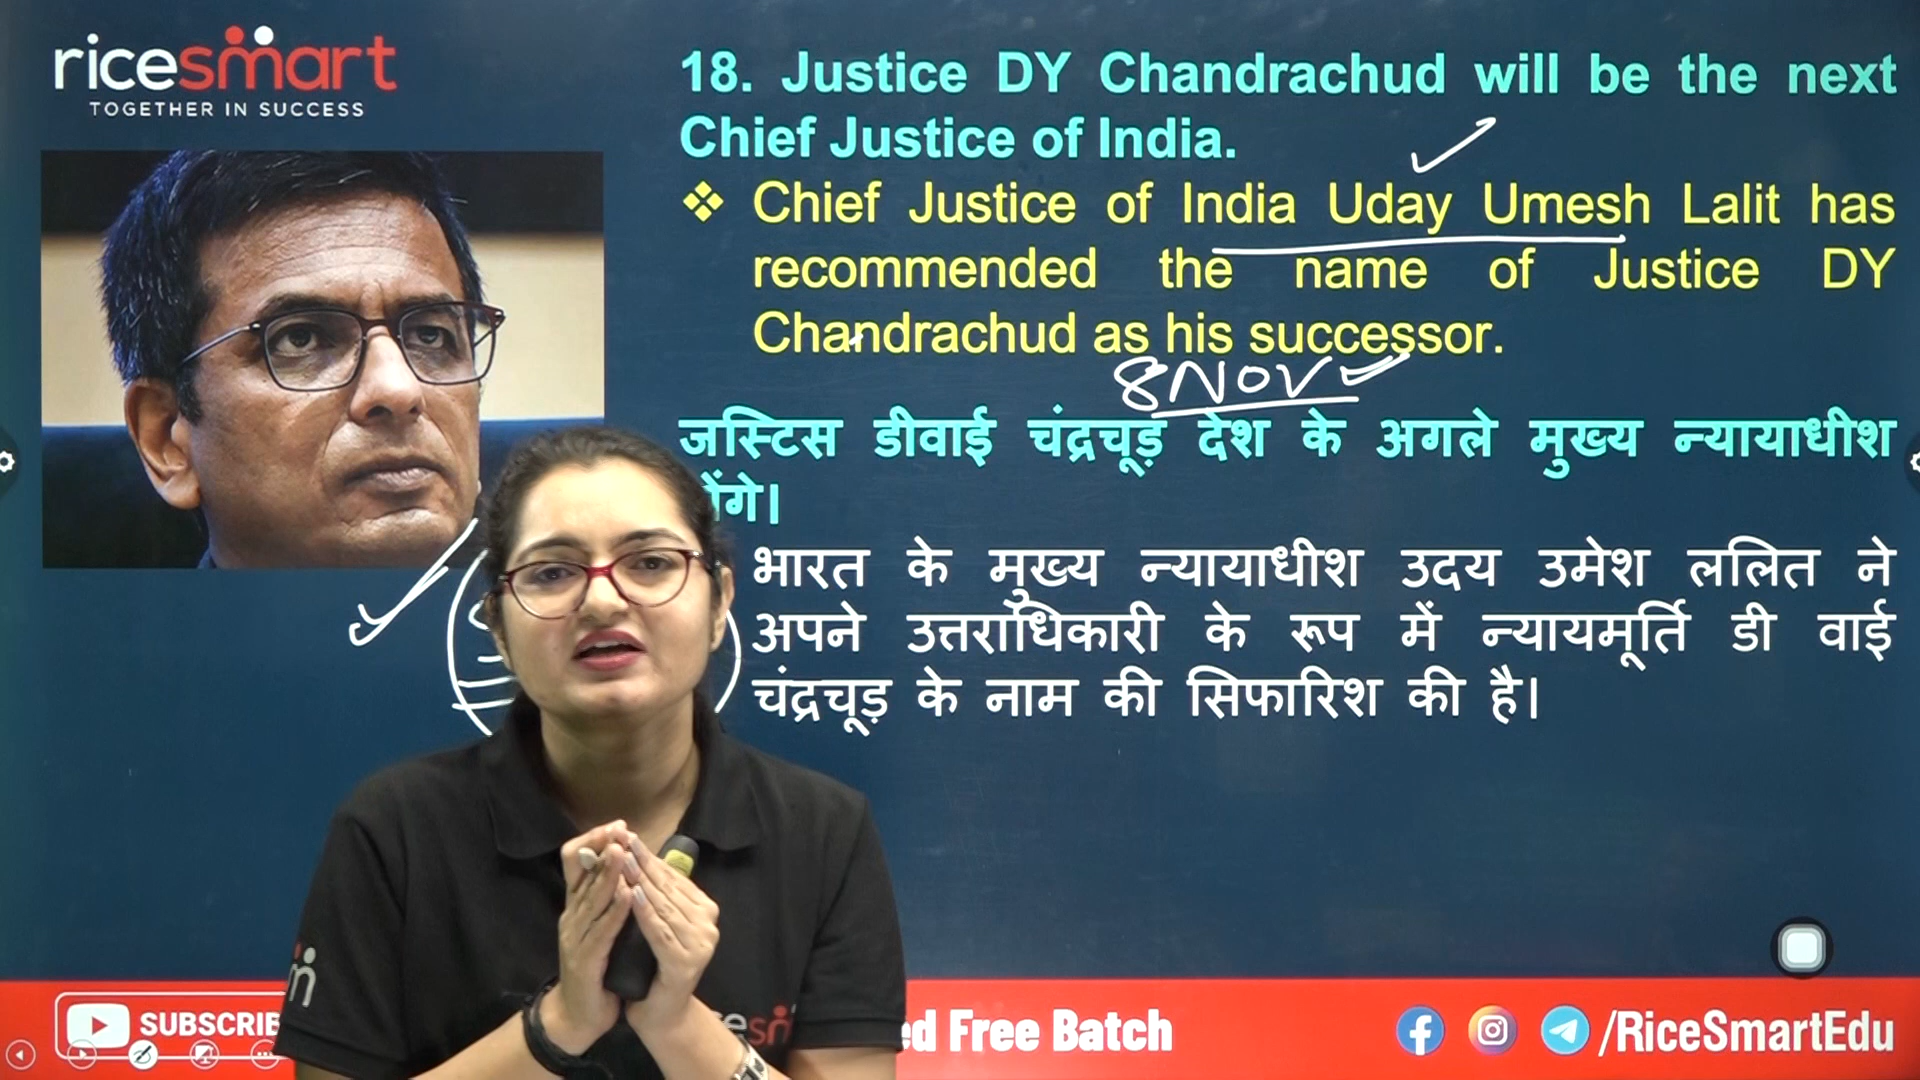 ricesmart
TOGETHER IN SUCCESS
18. Justice DY Chandrachud will be the next
Chief Justice of India.
❖ Chief Justice of India Uday Umesh Lalit has
recommended the name of Justice DY
Chandrachud as his successor.
8 NOV
जस्टिस डीवाई चंद्रचूड़ देश के अगले मुख्य न्यायाधीश
भारत के मुख्य न्यायाधीश उदय उमेश ललित ने
अपने उत्तराधिकारी के रूप में न्यायमूर्ति डी वाई
चंद्रचूड़ के नाम की सिफारिश की है।
SUBSCRIBE
Free Batch
/RiceSmartEdu